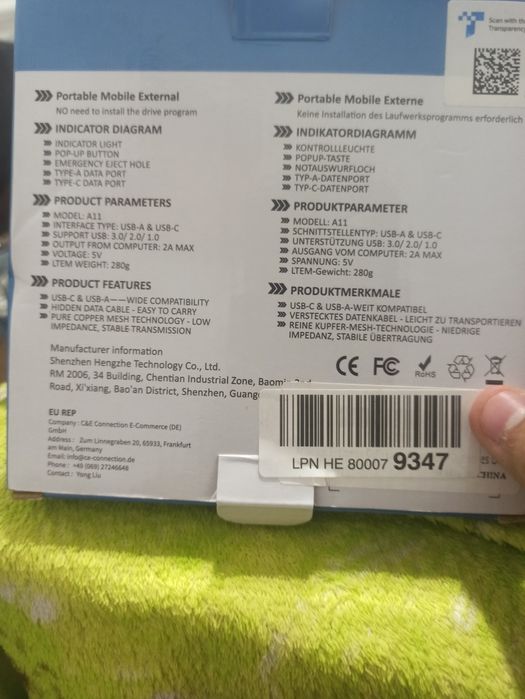 Scan with th
Transparency
Portable Mobile External
NO need to install the drive program
INDICATOR DIAGRAM
INDICATOR LIGHT
POP-UP BUTTON
EMERGENCY EJECT HOLE
TYPE-A DATA PORT
TYPE-C DATA PORT
PRODUCT PARAMETERS
MODEL: A11
INTERFACE TYPE: USB-A & USB-C
SUPPORT USB: 3.0/ 2.0/ 1.0
OUTPUT FROM COMPUTER: 2A MAX
VOLTAGE: 5V
LTEM WEIGHT: 280g
PRODUCT FEATURES
USB-C & USB-A——WIDE COMPATIBILITY
HIDDEN DATA CABLE - EASY TO CARRY
PURE COPPER MESH TECHNOLOGY - LOW
IMPEDANCE, STABLE TRANSMISSION
Manufacturer information
Shenzhen Hengzhe Technology Co., Ltd.
RM 2006, 34 Building, Chentian Industrial Zone,
Road, Xi'xiang, Bao'an District, Shenzhen,
EU REP
Company : C&E Connection E-Commerce (DE)
GmbH
Address : Zum Linnegraben 20, 65933, Frankfurt
am Main, Germany
Email: info@ce-connection.de
Phone : +49 (069) 27246648
Contact : Yong Liu
Portable Mobile Externe
Keine Installation des Laufwerksprogramms erforderlich
INDIKATORDIAGRAMM
KONTROLLLEUCHTE
POPUP-TASTE
NOTAUSWURFLOCH
TYP-A-DATENPORT
TYP-C-DATENPORT
PRODUKTPARAMETER
MODELL: A11
SCHNITTSTELLENTYP: USB-A & USB-C
UNTERSTÜTZUNG USB: 3.0/ 2.0/ 1.0
AUSGANG VOM COMPUTER: 2A MAX
SPANNUNG: 5V
LTEM-Gewicht: 280g
PRODUKTMERKMALE
USB-C & USB-A-WEIT KOMPATIBEL
VERSTECKTES DATENKABEL - LEICHT ZU TRANSPORTIEREN
REINE KUPFER-MESH-TECHNOLOGIE - NIEDRIGE
IMPEDANZ, STABILE ÜBERTRAGUNG
CE FC RoHS
LPN HE 80007 9347
CHINA